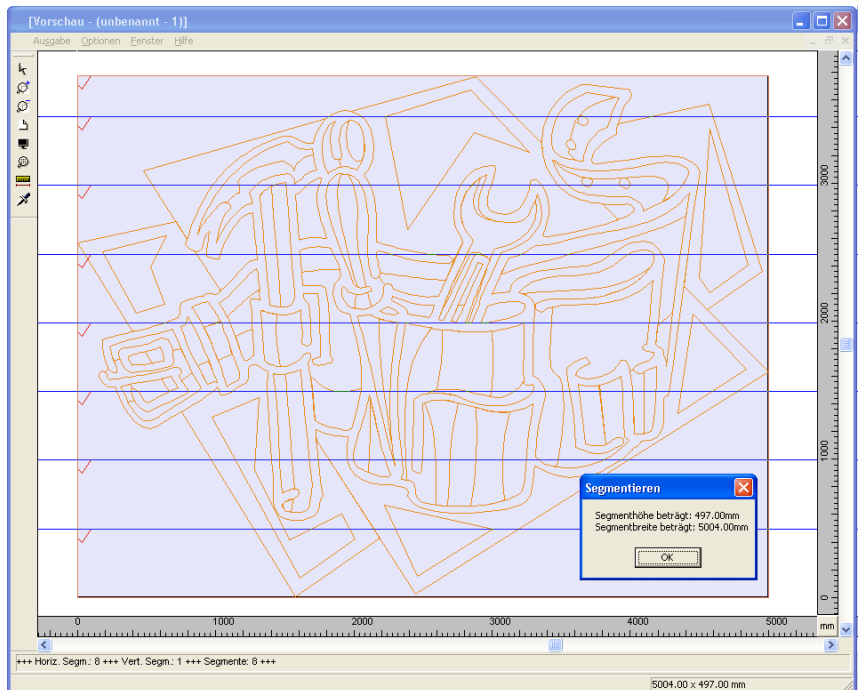 [Vorschau - (unbenannt - 1)]
Ausgabe Optionen Fenster Hilfe
3000
2000
1000
0
Segmentieren
Segmenthöhe beträgt: 497.00mm
Segmentbreite beträgt: 5004.00mm
OK
0 1000 2000 3000 4000 5000 mm
+++ Horiz. Segm.: 8 +++ Vert. Segm.: 1 +++ Segmente: 8 +++
5004.00 x 497.00 mm